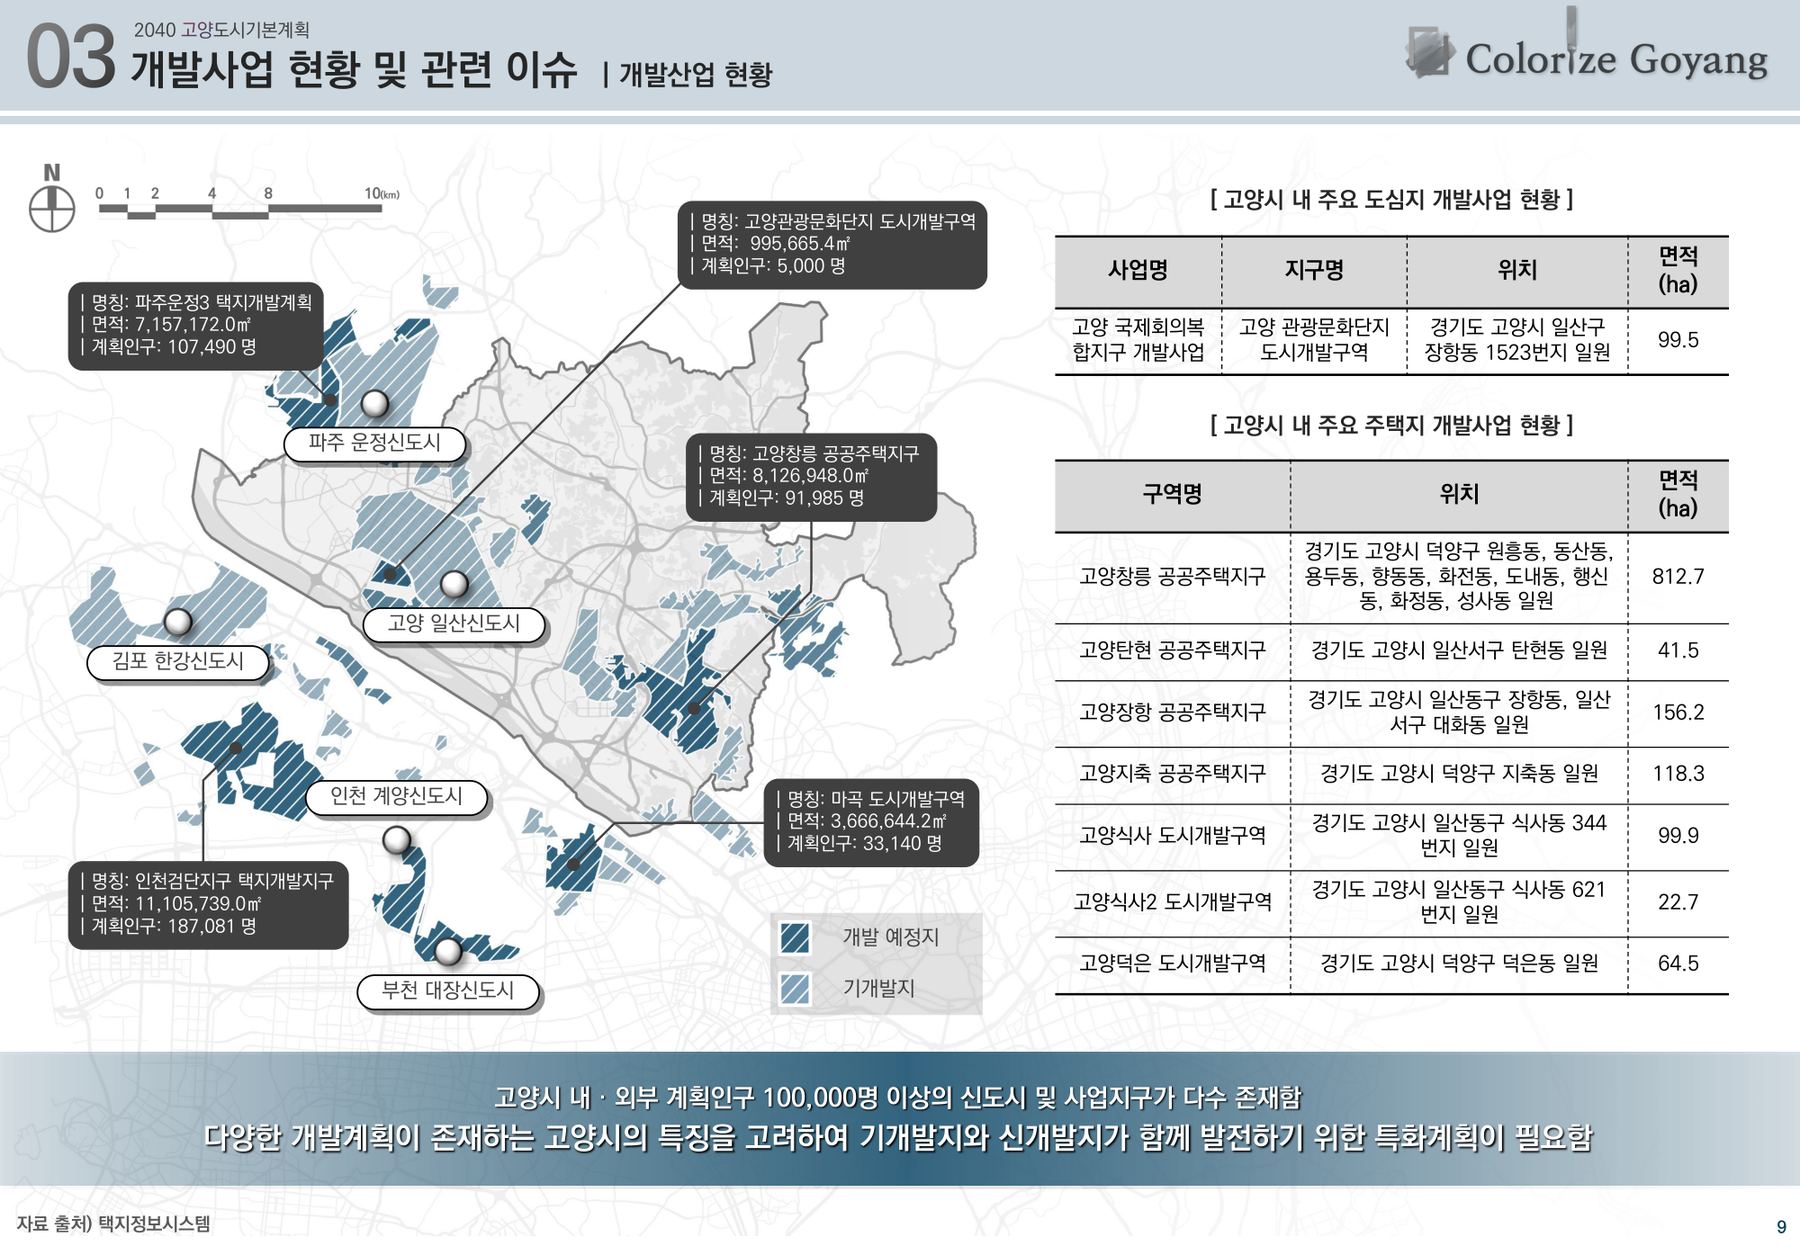 03
2040 고양도시기본계획
개발사업 현황 및 관련 이슈 | 개발산업 현황
Colorize Goyang
N
0 1 2 4 8 10(km)
| 명칭: 고양관광문화단지 도시개발구역
| 면적: 995,665.4㎡
| 계획인구: 5,000 명
| 명칭: 파주운정3 택지개발계획
| 면적: 7,157,172.0㎡
| 계획인구: 107,490 명
파주 운정신도시
| 명칭: 고양창릉 공공주택지구
| 면적: 8,126,948.0㎡
| 계획인구: 91,985 명
고양 일산신도시
김포 한강신도시
인천 계양신도시
| 명칭: 마곡 도시개발구역
| 면적: 3,666,644.2㎡
| 계획인구: 33,140 명
| 명칭: 인천검단지구 택지개발지구
| 면적: 11,105,739.0㎡
| 계획인구: 187,081 명
부천 대장신도시
개발 예정지
기개발지
[ 고양시 내 주요 도심지 개발사업 현황 ]
사업명 지구명 위치 면적
(ha)
고양 국제회의복 고양 관광문화단지 경기도 고양시 일산구
합지구 개발사업 도시개발구역 장항동 1523번지 일원 99.5
[ 고양시 내 주요 주택지 개발사업 현황 ]
구역명 위치 면적
(ha)
고양창릉 공공주택지구 경기도 고양시 덕양구 원흥동, 동산동,
용두동, 향동동, 화전동, 도내동, 행신
동, 화정동, 성사동 일원 812.7
고양탄현 공공주택지구 경기도 고양시 일산서구 탄현동 일원 41.5
고양장항 공공주택지구 경기도 고양시 일산동구 장항동, 일산
서구 대화동 일원 156.2
고양지축 공공주택지구 경기도 고양시 덕양구 지축동 일원 118.3
고양식사 도시개발구역 경기도 고양시 일산동구 식사동 344
번지 일원 99.9
고양식사2 도시개발구역 경기도 고양시 일산동구 식사동 621
번지 일원 22.7
고양덕은 도시개발구역 경기도 고양시 덕양구 덕은동 일원 64.5
고양시 내 · 외부 계획인구 100,000명 이상의 신도시 및 사업지구가 다수 존재함
다양한 개발계획이 존재하는 고양시의 특징을 고려하여 기개발지와 신개발지가 함께 발전하기 위한 특화계획이 필요함
자료 출처) 택지정보시스템
9